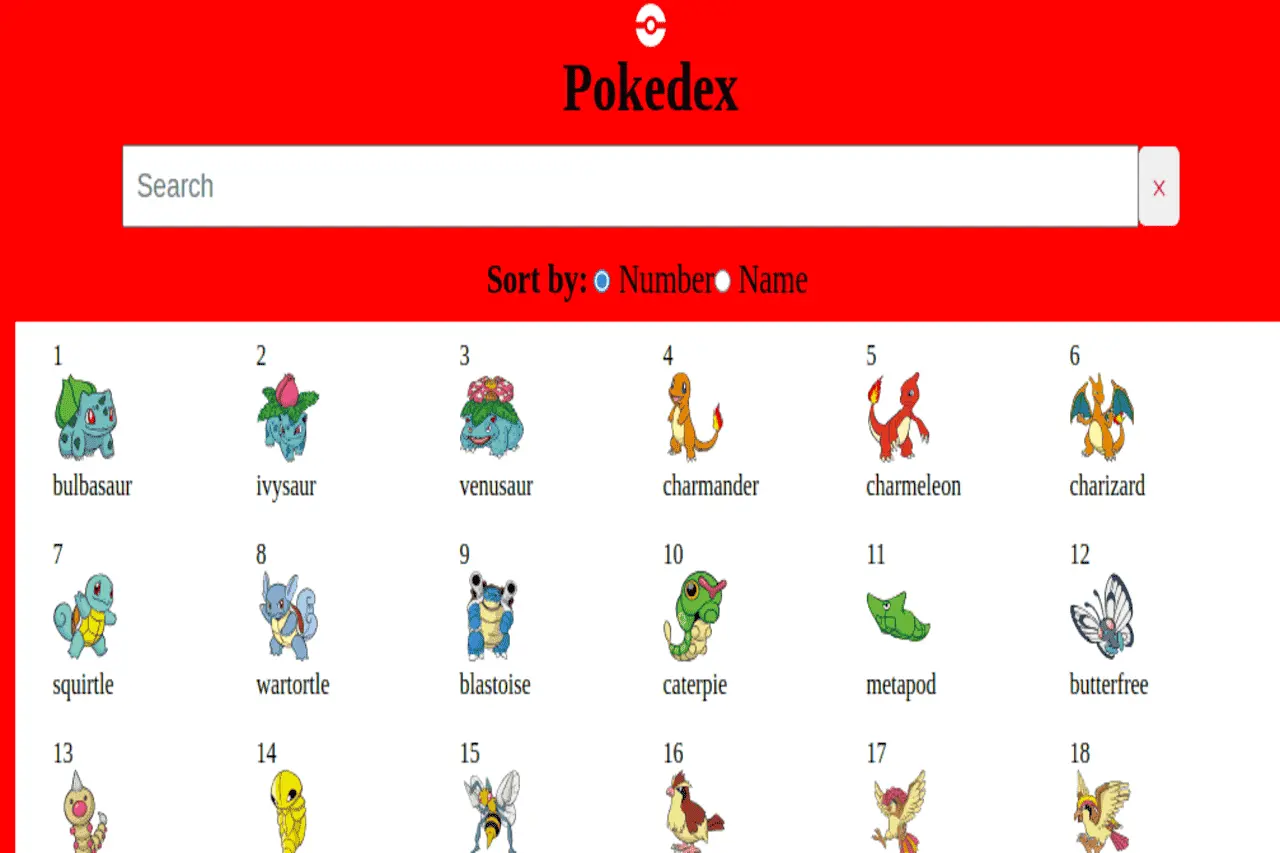 Pokedex
Search
X
Sort by: Number Name
1 2 3 4 5 6
bulbasaur ivysaur venusaur charmander charmeleon charizard
7 8 9 10 11 12
squirtle wartortle blastoise caterpie metapod butterfree
13 14 15 16 17 18